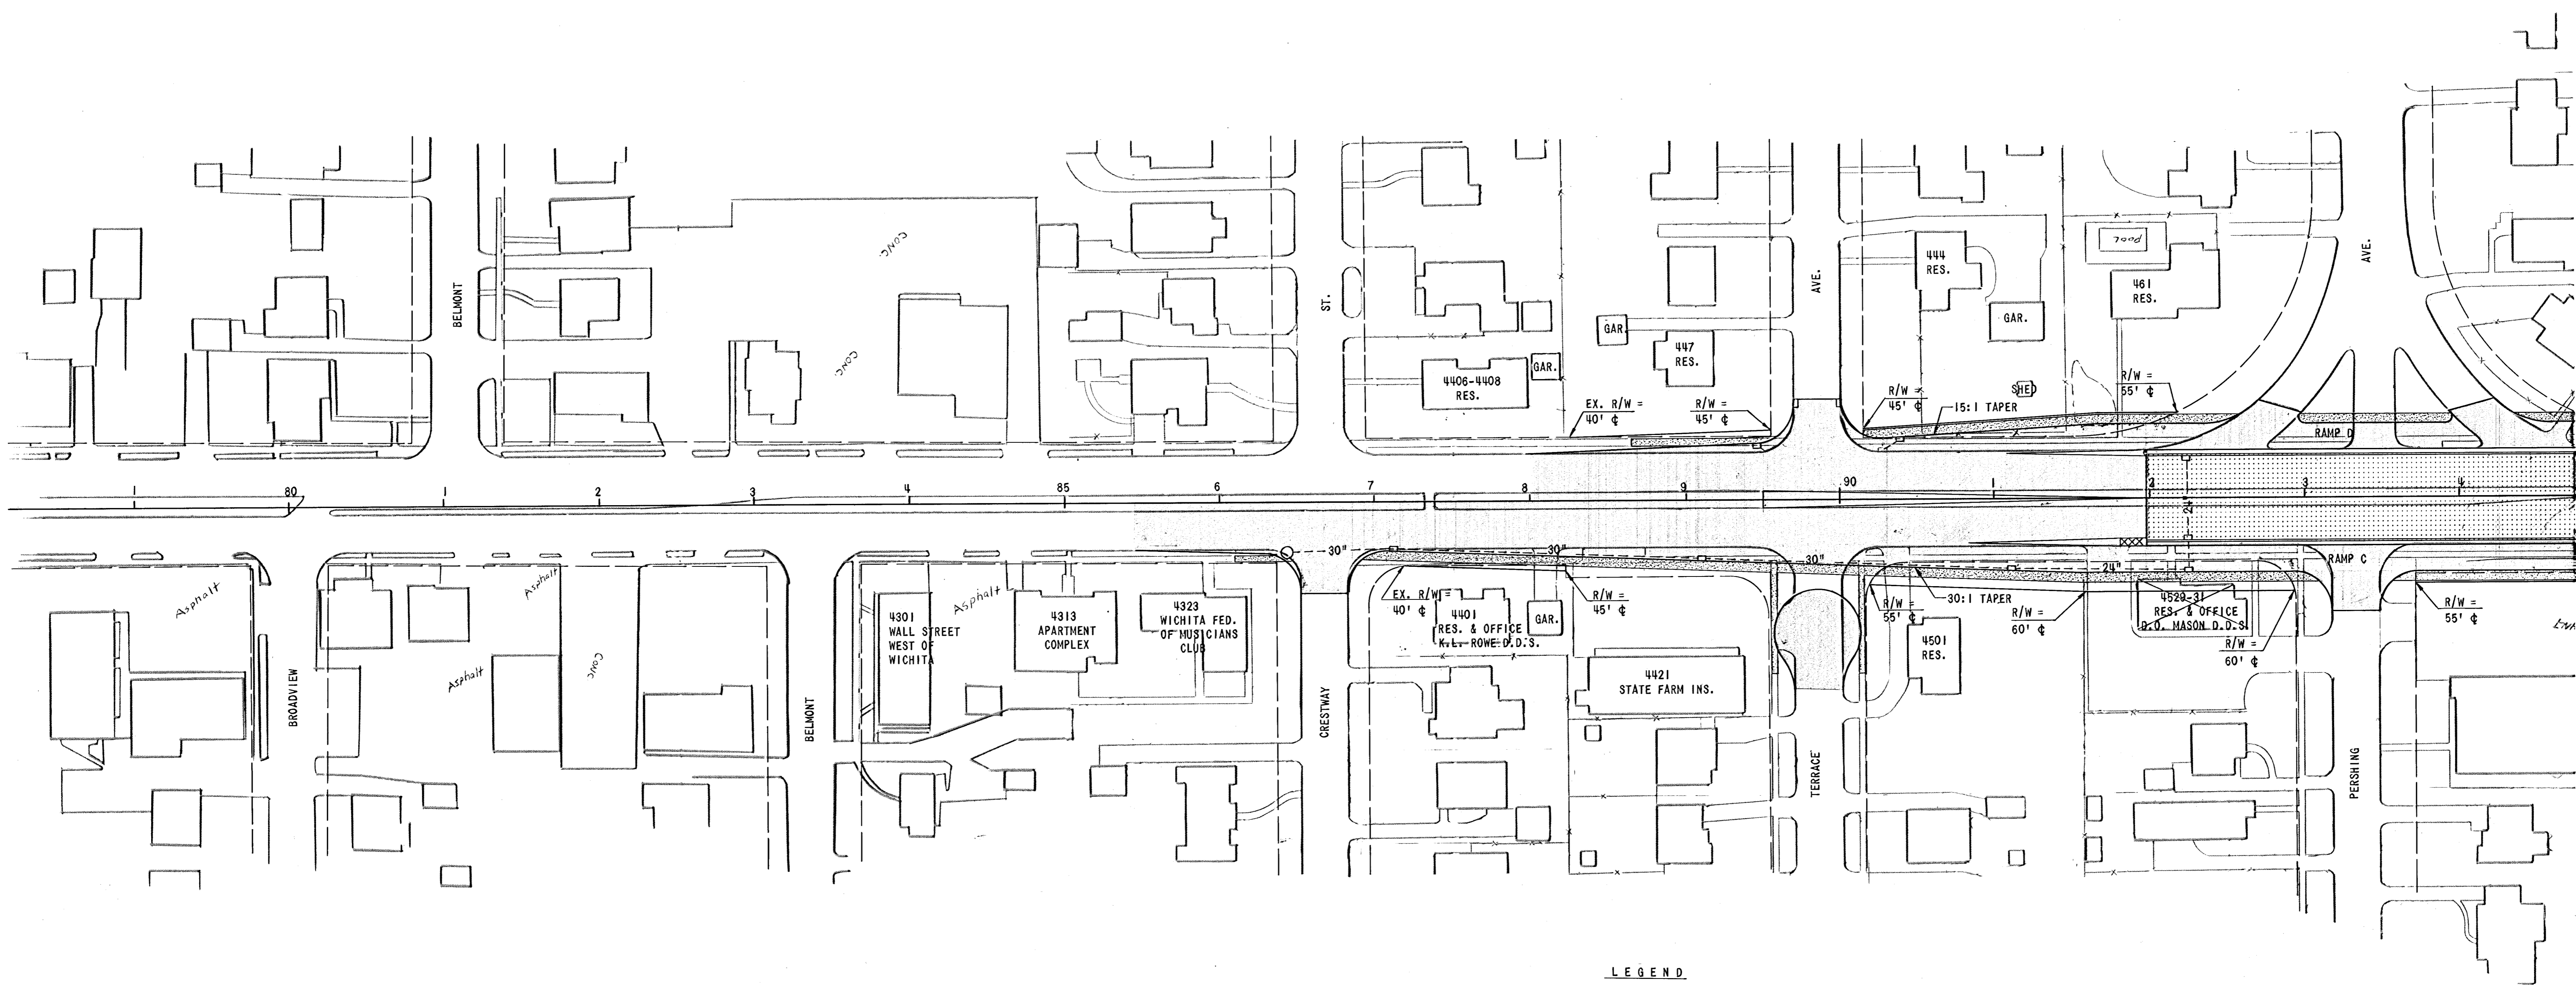 BELMONT
CONC.
CONC.
ST.
GAR.
4406-4408
RES.
GAR
447
RES.
EX. R/W =
40' ℄
R/W =
45' ℄
AVE.
444
RES.
GAR.
POOL
461
RES.
SHED
R/W =
45' ℄
15:1 TAPER
R/W =
55' ℄
AVE.
RAMP D
1
80
1
2
3
4
85
6
7
8
9
90
1
2
3
4
24"
30"
30"
30"
24"
RAMP C
Asphalt
BROADVIEW
Asphalt
Asphalt
Conc
BELMONT
4301
WALL STREET
WEST OF
WICHITA
Asphalt
4313
APARTMENT
COMPLEX
4323
WICHITA FED.
OF MUSICIANS
CLUB
CRESTWAY
EX. R/W =
40' ℄
4401
RES. & OFFICE
K.L. ROWE D.D.S.
GAR.
R/W =
45' ℄
4421
STATE FARM INS.
TERRACE
R/W =
55' ℄
30:1 TAPER
4501
RES.
R/W =
60' ℄
4529-31
RES. & OFFICE
D.O. MASON D.D.S.
R/W =
60' ℄
PERSHING
R/W =
55' ℄
LEGEND